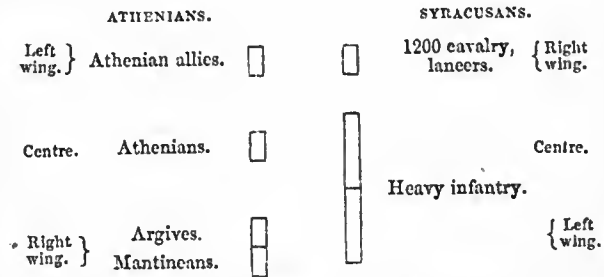 ATHENIANS. SYRACUSANS.
Left wing. } Athenian allies. 1200 cavalry, lancers. { Right wing.
Centre. Athenians. Centre.
Heavy infantry.
Right wing. } Argives. Mantineans. { Left wing.